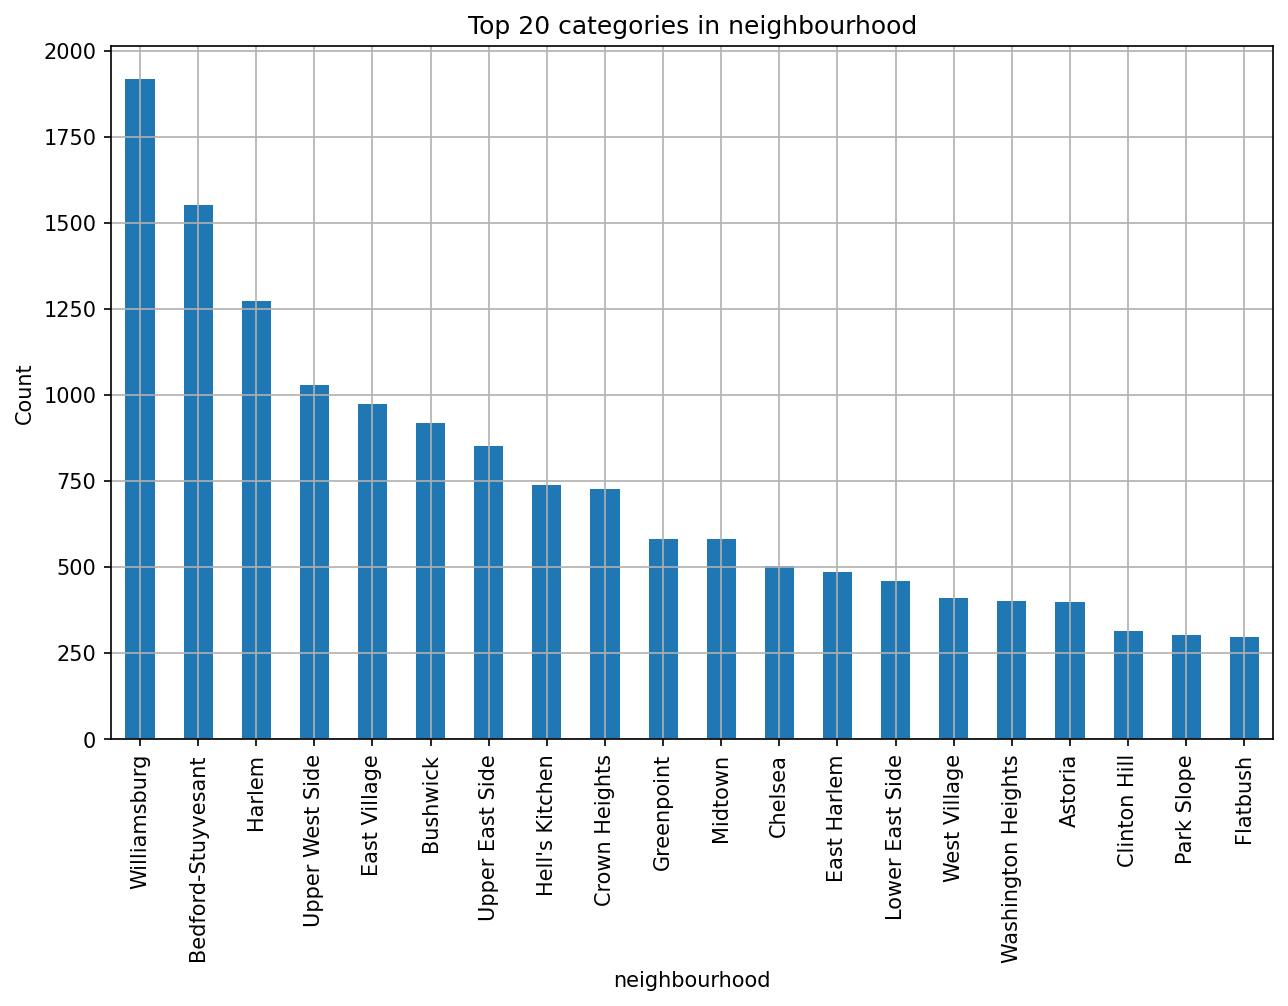 Top 20 categories in neighbourhood
2000
1750
1500
1250
1000
750
500
250
0
Count
Williamsburg
Bedford-Stuyvesant
Harlem
Upper West Side
East Village
Bushwick
Upper East Side
Hell's Kitchen
Crown Heights
Greenpoint
Midtown
Chelsea
East Harlem
Lower East Side
West Village
Washington Heights
Astoria
Clinton Hill
Park Slope
Flatbush
neighbourhood